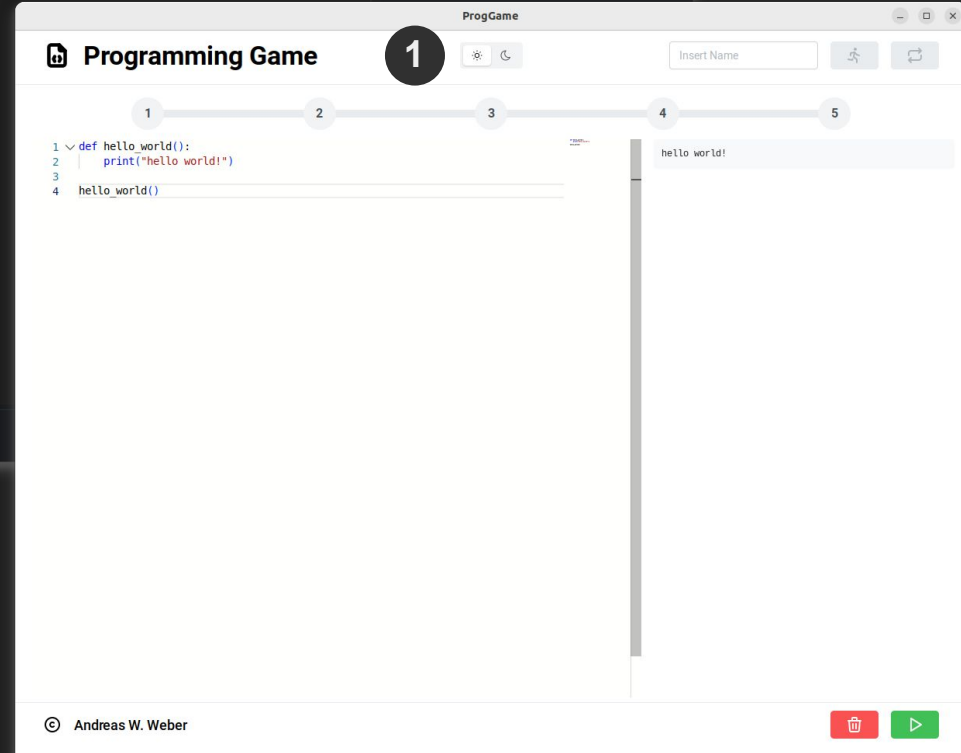 ProgGame
Programming Game
1
Insert Name
1 2 3 4 5
1 def hello_world():
2 print("hello world!")
3
4 hello_world()
hello world!
© Andreas W. Weber